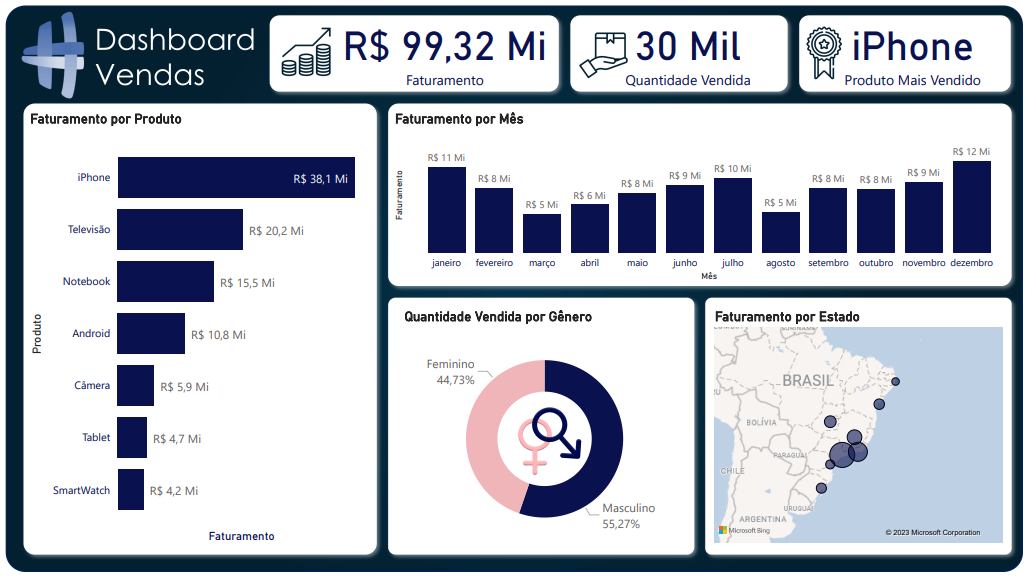 Dashboard
Vendas
R$ 99,32 Mi
Faturamento
30 Mil
Quantidade Vendida
iPhone
Produto Mais Vendido
Faturamento por Produto
Produto
iPhone
R$ 38,1 Mi
Televisão
R$ 20,2 Mi
Notebook
R$ 15,5 Mi
Android
R$ 10,8 Mi
Câmera
R$ 5,9 Mi
Tablet
R$ 4,7 Mi
SmartWatch
R$ 4,2 Mi
Faturamento
Faturamento por Mês
Faturamento
R$ 11 Mi
R$ 8 Mi
R$ 5 Mi
R$ 6 Mi
R$ 8 Mi
R$ 9 Mi
R$ 10 Mi
R$ 5 Mi
R$ 8 Mi
R$ 8 Mi
R$ 9 Mi
R$ 12 Mi
janeiro
fevereiro
março
abril
maio
junho
julho
agosto
setembro
outubro
novembro
dezembro
Mês
Quantidade Vendida por Gênero
Feminino
44,73%
Masculino
55,27%
Faturamento por Estado
BRASIL
BOLÍVIA
PARAGUAI
CHILE
URUGUAI
ARGENTINA
Microsoft Bing
© 2023 Microsoft Corporation